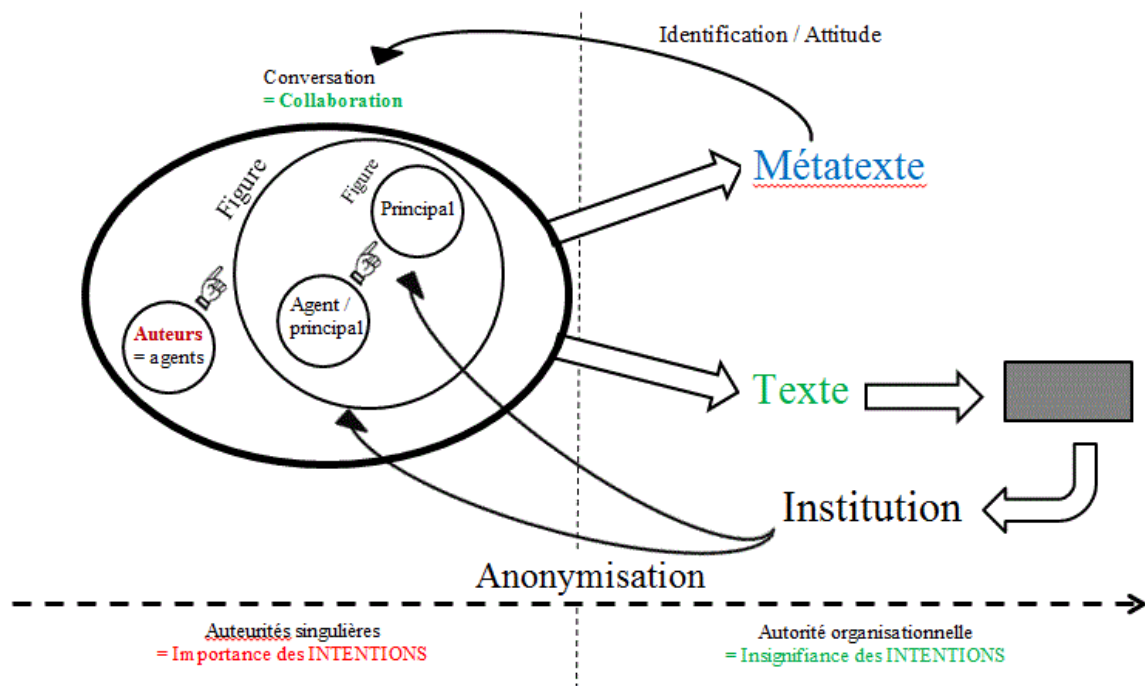 Identification / Attitude
Conversation
= Collaboration
Métatexte
Figure
Figure
Principal
Agent /
principal
Auteurs
= agents
Texte
Institution
Anonymisation
Auteurités singulières
= Importance des INTENTIONS
Autorité organisationnelle
= Insignifiance des INTENTIONS